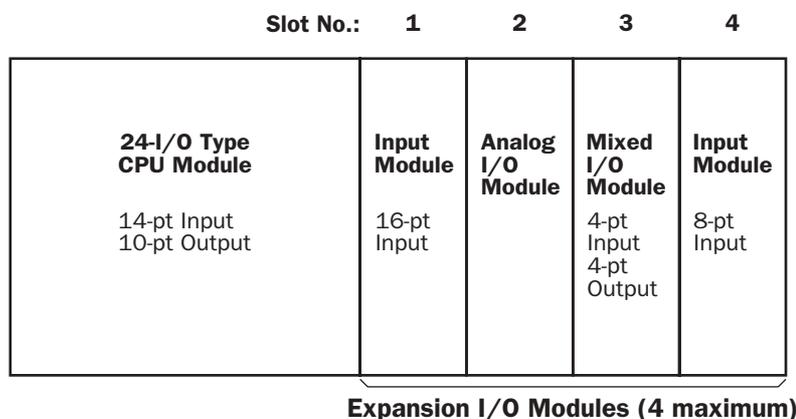 Slot No.: 1 2 3 4
24-I/O Type
CPU Module
14-pt Input
10-pt Output
Input
Module
16-pt
Input
Analog
I/O
Module
Mixed
I/O
Module
4-pt
Input
4-pt
Output
Input
Module
8-pt
Input
Expansion I/O Modules (4 maximum)